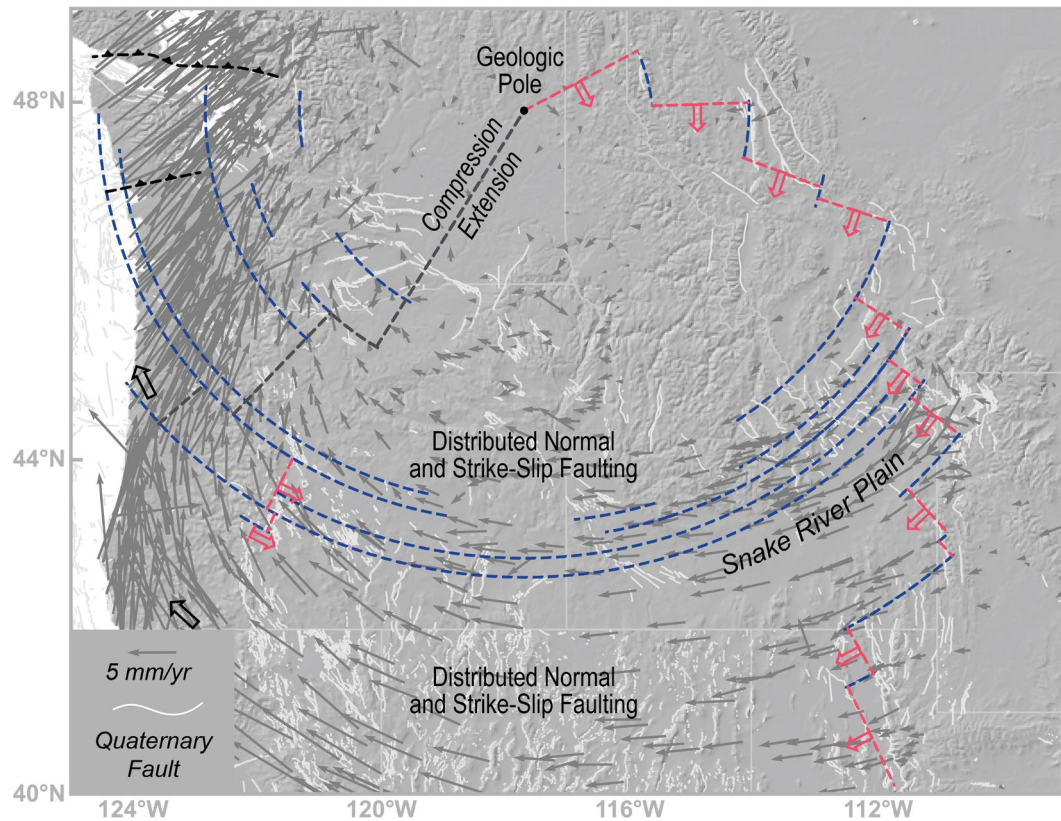 Geologic
Pole
48°N
Compression
Extension
44°N
Distributed Normal
and Strike-Slip Faulting
Snake River Plain
5 mm/yr
Distributed Normal
and Strike-Slip Faulting
Quaternary
Fault
40°N
124°W
120°W
116°W
112°W